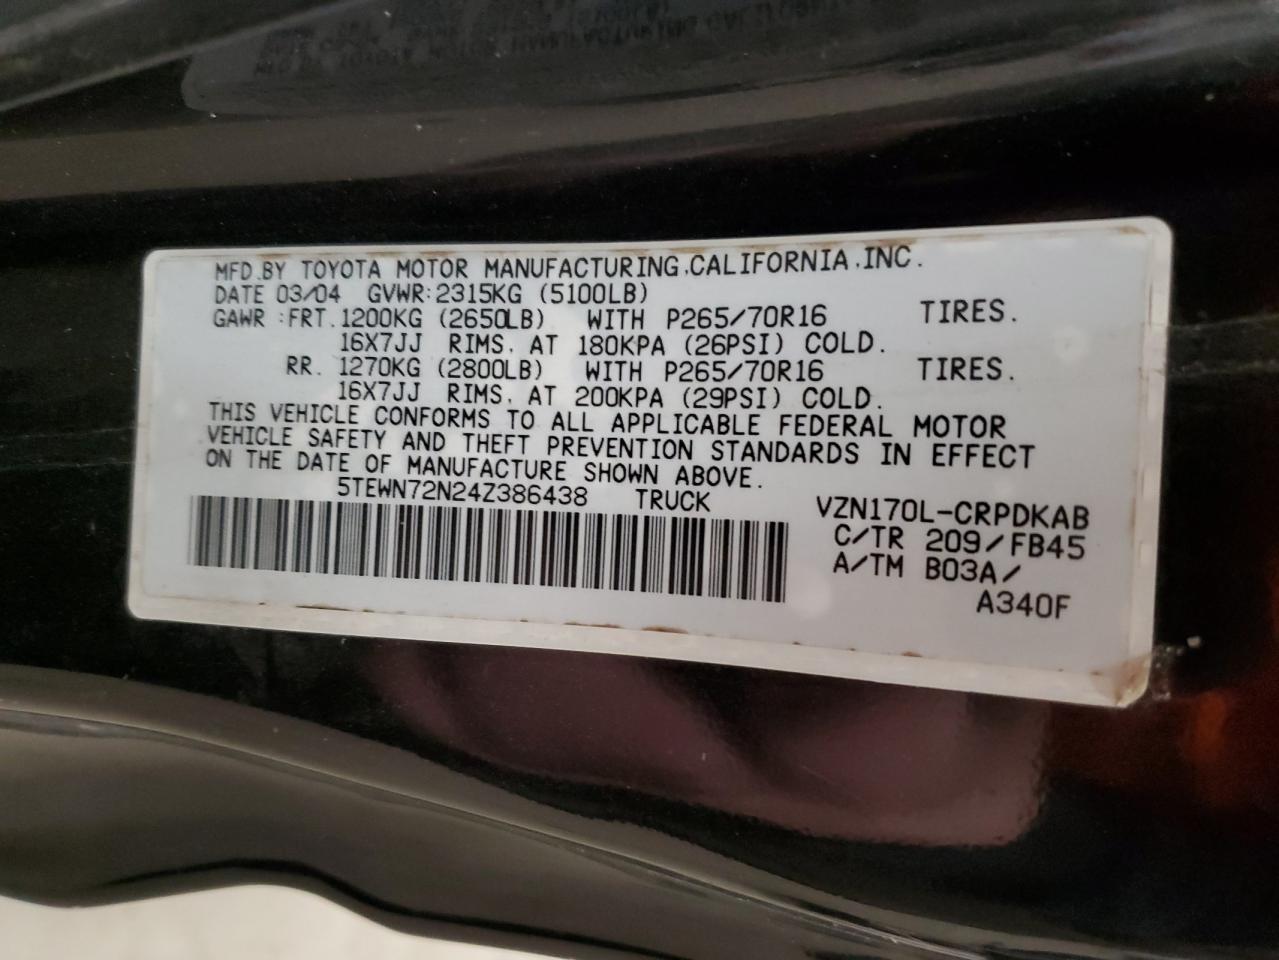 MFD.BY TOYOTA MOTOR MANUFACTURING,CALIFORNIA,INC.
DATE 03/04 GVWR:2315KG (5100LB)
GAWR :FRT. 1200KG (2650LB) WITH P265/70R16 TIRES.
16X7JJ RIMS, AT 180KPA (26PSI) COLD.
RR. 1270KG (2800LB) WITH P265/70R16 TIRES.
16X7JJ RIMS, AT 200KPA (29PSI) COLD.
THIS VEHICLE CONFORMS TO ALL APPLICABLE FEDERAL MOTOR
VEHICLE SAFETY AND THEFT PREVENTION STANDARDS IN EFFECT
ON THE DATE OF MANUFACTURE SHOWN ABOVE.
5TEWN72N24Z386438 TRUCK
VZN170L-CRPDKAB
C/TR 209/FB45
A/TM B03A/
A340F